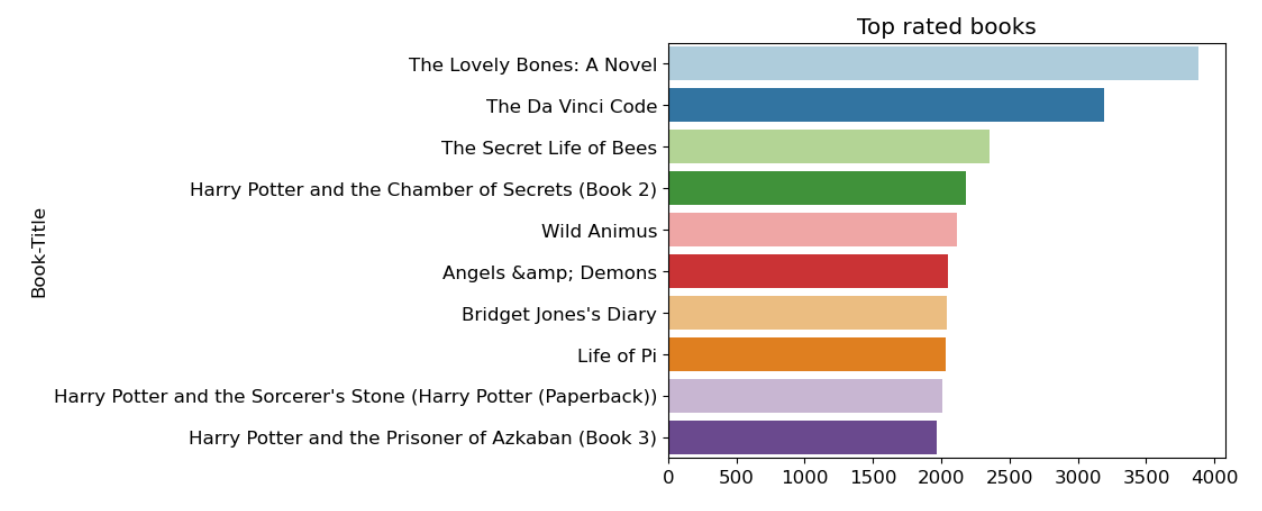 Top rated books
The Lovely Bones: A Novel
The Da Vinci Code
The Secret Life of Bees
Harry Potter and the Chamber of Secrets (Book 2)
Wild Animus
Angels &amp; Demons
Bridget Jones's Diary
Life of Pi
Harry Potter and the Sorcerer's Stone (Harry Potter (Paperback))
Harry Potter and the Prisoner of Azkaban (Book 3)
Book-Title
0 500 1000 1500 2000 2500 3000 3500 4000